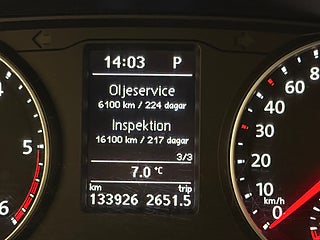 14:03 P
Oljeservice
6100 km / 224 dagar
Inspektion
16100 km / 217 dagar
3/3
7.0 °C
km trip
133926 2651.5
4
5
6
80
60
40
30
20
10
0
km/h